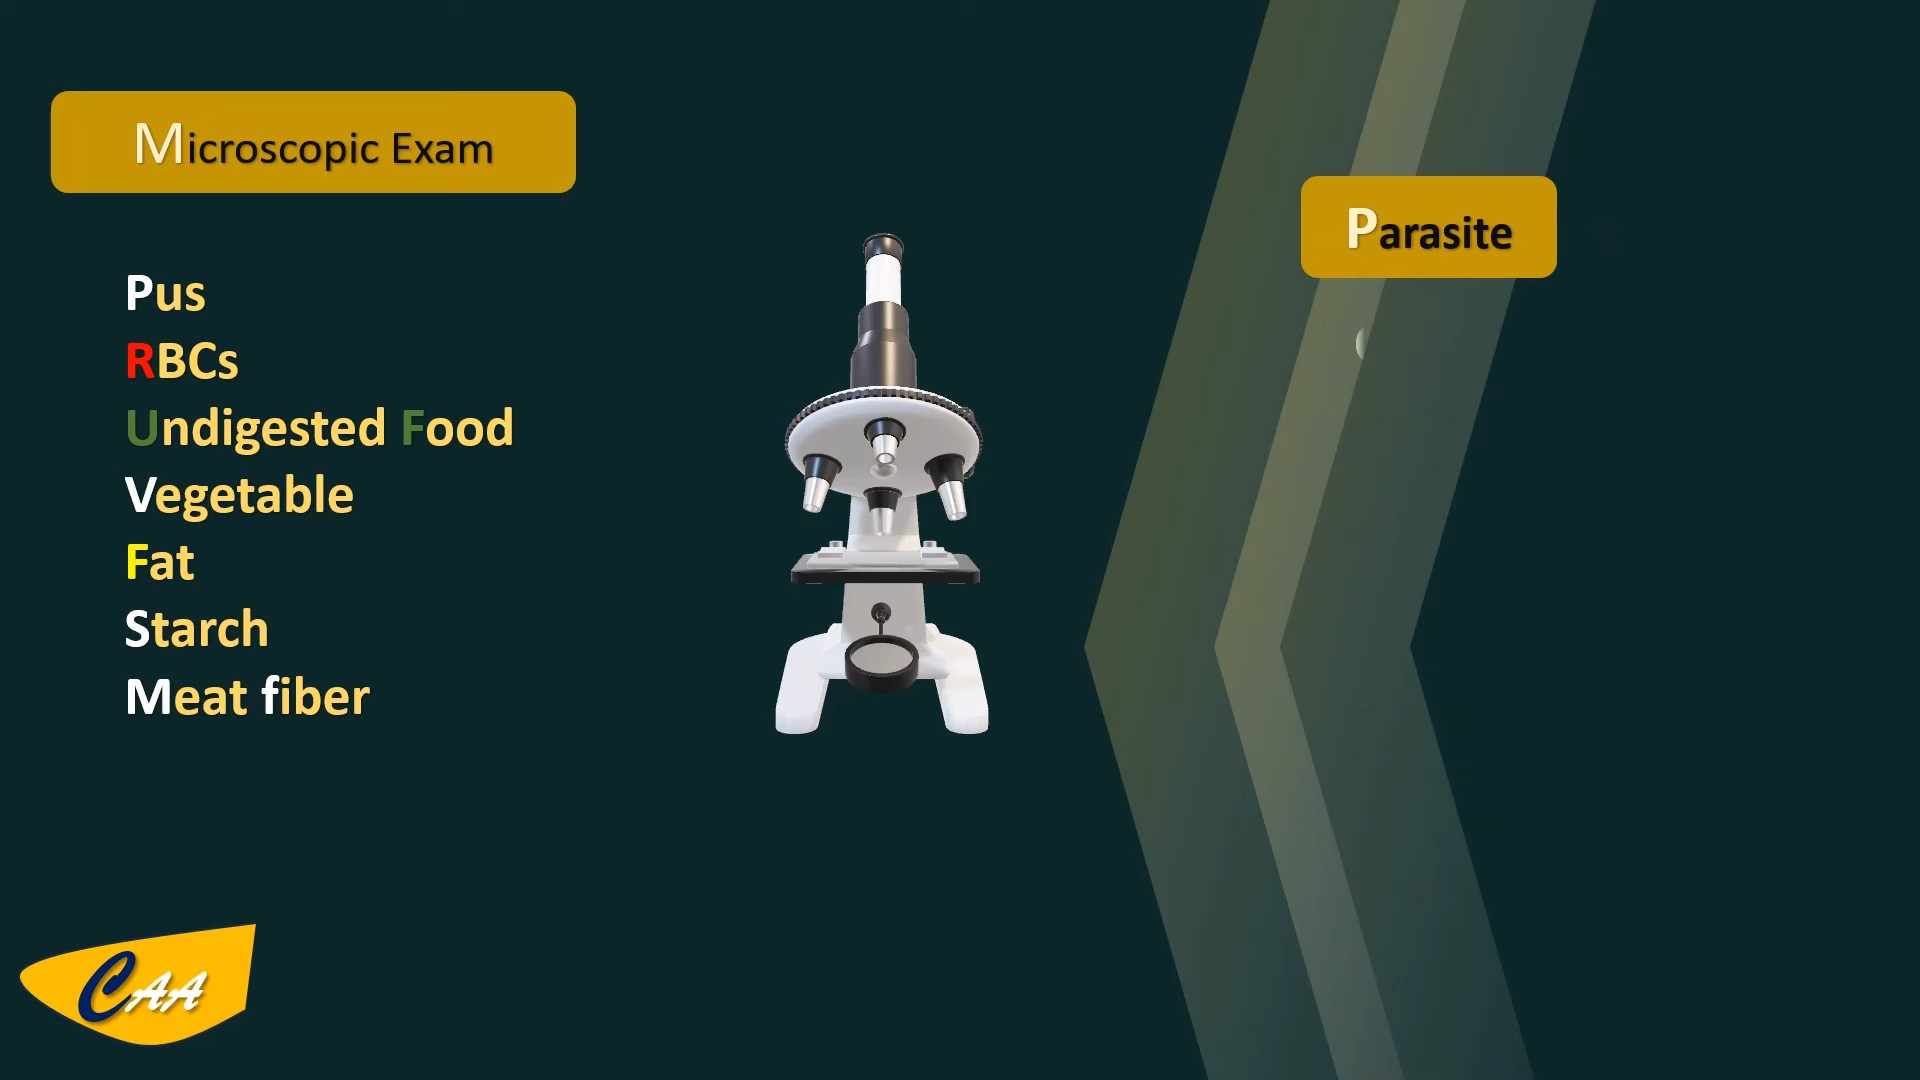 Microscopic Exam
Pus
RBCs
Undigested Food
Vegetable
Fat
Starch
Meat fiber
Parasite
CAA